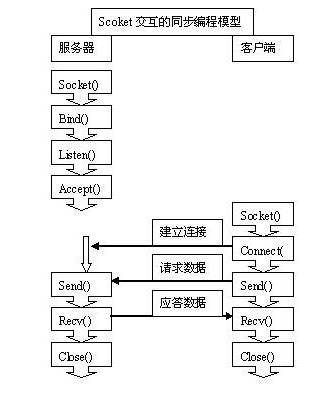 Scoket 交互的同步编程模型
服务器
客户端
Socket()
Bind()
Listen()
Accept()
Socket()
建立连接
Connect(
请求数据
Send()
Send()
应答数据
Recv()
Recv()
Close()
Close()